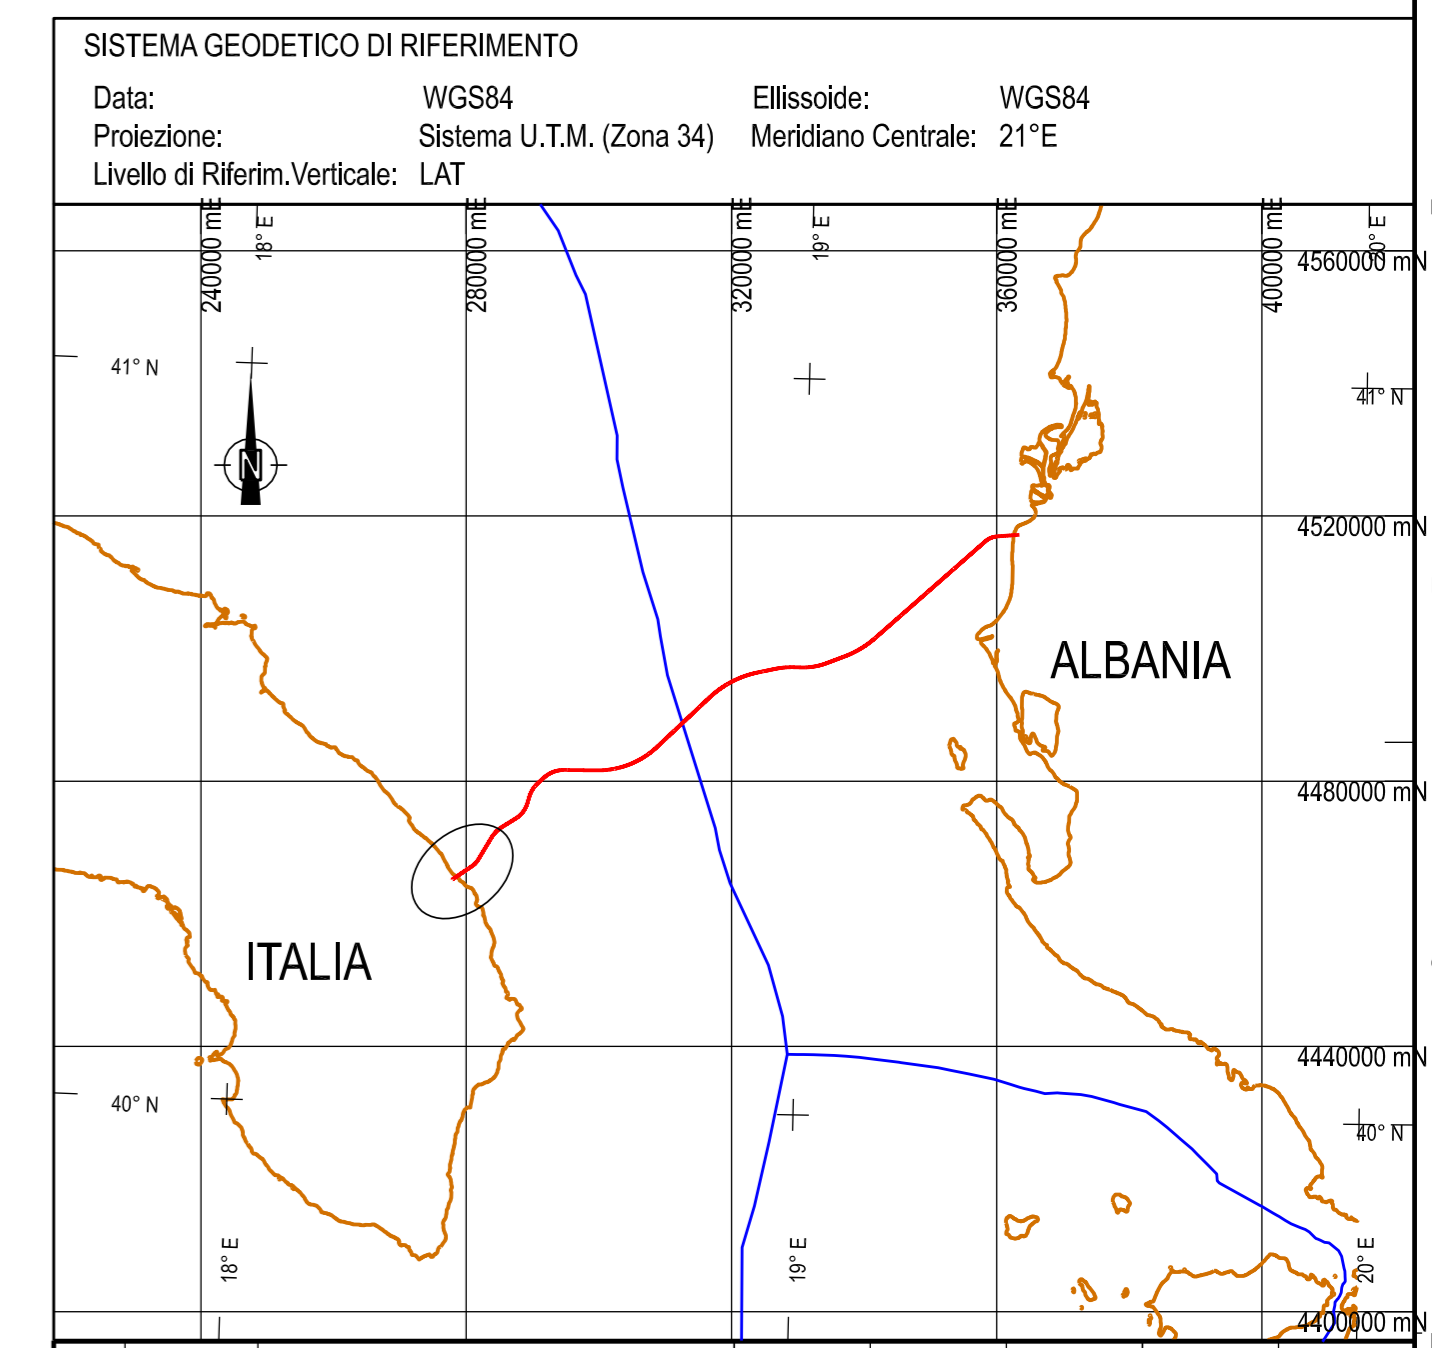 SISTEMA GEODETICO DI RIFERIMENTO
Data: WGS84 Ellissoide: WGS84
Proiezione: Sistema U.T.M. (Zona 34) Meridiano Centrale: 21°E
Livello di Riferim.Verticale: LAT
240000 mE
18° E
280000 mE
320000 mE
19° E
360000 mE
400000 mE
20° E
4560000 mN
41° N
41° N
N
4520000 mN
ALBANIA
4480000 mN
ITALIA
4440000 mN
40° N
40° N
18° E
19° E
20° E
4400000 mN